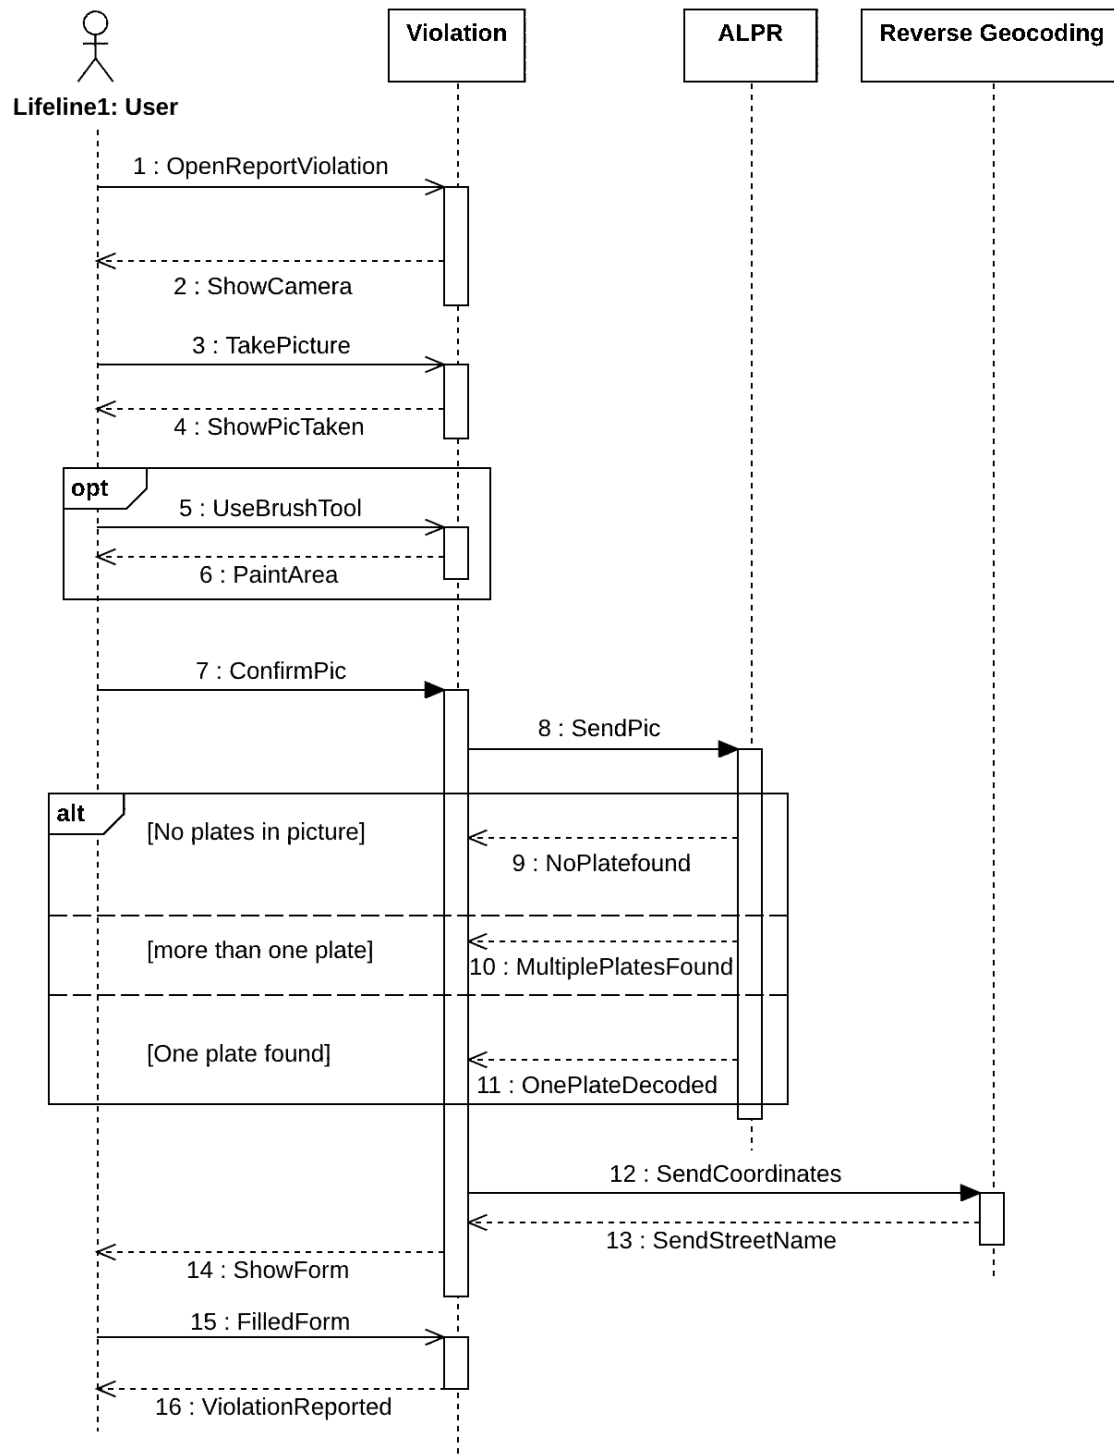 Violation
ALPR
Reverse Geocoding
Lifeline1: User
1 : OpenReportViolation
2 : ShowCamera
3 : TakePicture
4 : ShowPicTaken
opt
5 : UseBrushTool
6 : PaintArea
7 : ConfirmPic
8 : SendPic
alt
[No plates in picture]
9 : NoPlatefound
[more than one plate]
10 : MultiplePlatesFound
[One plate found]
11 : OnePlateDecoded
12 : SendCoordinates
13 : SendStreetName
14 : ShowForm
15 : FilledForm
16 : ViolationReported